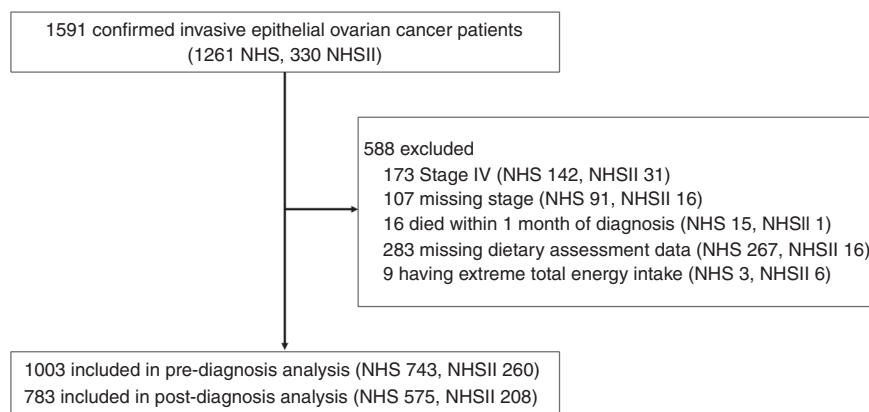 1591 confirmed invasive epithelial ovarian cancer patients
(1261 NHS, 330 NHSII)
588 excluded
173 Stage IV (NHS 142, NHSII 31)
107 missing stage (NHS 91, NHSII 16)
16 died within 1 month of diagnosis (NHS 15, NHSII 1)
283 missing dietary assessment data (NHS 267, NHSII 16)
9 having extreme total energy intake (NHS 3, NHSII 6)
1003 included in pre-diagnosis analysis (NHS 743, NHSII 260)
783 included in post-diagnosis analysis (NHS 575, NHSII 208)